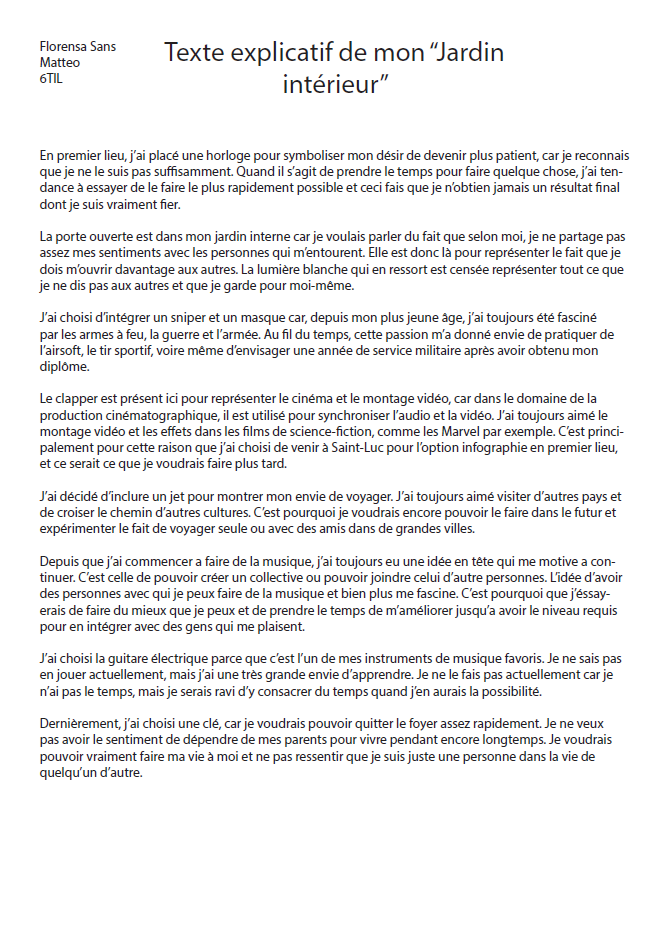 Florensa Sans
Matteo
6TIL
Texte explicatif de mon “Jardin
intérieur”
En premier lieu, j’ai placé une horloge pour symboliser mon désir de devenir plus patient, car je reconnais
que je ne le suis pas suffisamment. Quand il s’agit de prendre le temps pour faire quelque chose, j’ai ten-
dance à essayer de le faire le plus rapidement possible et ceci fais que je n’obtien jamais un résultat final
dont je suis vraiment fier.
La porte ouverte est dans mon jardin interne car je voulais parler du fait que selon moi, je ne partage pas
assez mes sentiments avec les personnes qui m’entourent. Elle est donc là pour représenter le fait que je
dois m’ouvrir davantage aux autres. La lumière blanche qui en ressort est censée représenter tout ce que
je ne dis pas aux autres et que je garde pour moi-même.
J’ai choisi d’intégrer un sniper et un masque car, depuis mon plus jeune âge, j’ai toujours été fasciné
par les armes à feu, la guerre et l’armée. Au fil du temps, cette passion m’a donné envie de pratiquer de
l’airsoft, le tir sportif, voire même d’envisager une année de service militaire après avoir obtenu mon
diplôme.
Le clapper est présent ici pour représenter le cinéma et le montage vidéo, car dans le domaine de la
production cinématographique, il est utilisé pour synchroniser l’audio et la vidéo. J’ai toujours aimé le
montage vidéo et les effets dans les films de science-fiction, comme les Marvel par exemple. C’est princi-
palement pour cette raison que j’ai choisi de venir à Saint-Luc pour l’option infographie en premier lieu,
et ce serait ce que je voudrais faire plus tard.
J’ai décidé d’inclure un jet pour montrer mon envie de voyager. J’ai toujours aimé visiter d’autres pays et
de croiser le chemin d’autres cultures. C’est pourquoi je voudrais encore pouvoir le faire dans le futur et
expérimenter le fait de voyager seule ou avec des amis dans de grandes villes.
Depuis que j’ai commencer a faire de la musique, j’ai toujours eu une idée en tête qui me motive a con-
tinuer. C’est celle de pouvoir créer un collective ou pouvoir joindre celui d’autre personnes. L’idée d’avoir
des personnes avec qui je peux faire de la musique et bien plus me fascine. C’est pourquoi que j’éssay-
erais de faire du mieux que je peux et de prendre le temps de m’améliorer jusqu’a avoir le niveau requis
pour en intégrer avec des gens qui me plaisent.
J’ai choisi la guitare électrique parce que c’est l’un de mes instruments de musique favoris. Je ne sais pas
en jouer actuellement, mais j’ai une très grande envie d’apprendre. Je ne le fais pas actuellement car je
n’ai pas le temps, mais je serais ravi d’y consacrer du temps quand j’en aurais la possibilité.
Dernièrement, j’ai choisi une clé, car je voudrais pouvoir quitter le foyer assez rapidement. Je ne veux
pas avoir le sentiment de dépendre de mes parents pour vivre pendant encore longtemps. Je voudrais
pouvoir vraiment faire ma vie à moi et ne pas ressentir que je suis juste une personne dans la vie de
quelqu’un d’autre.